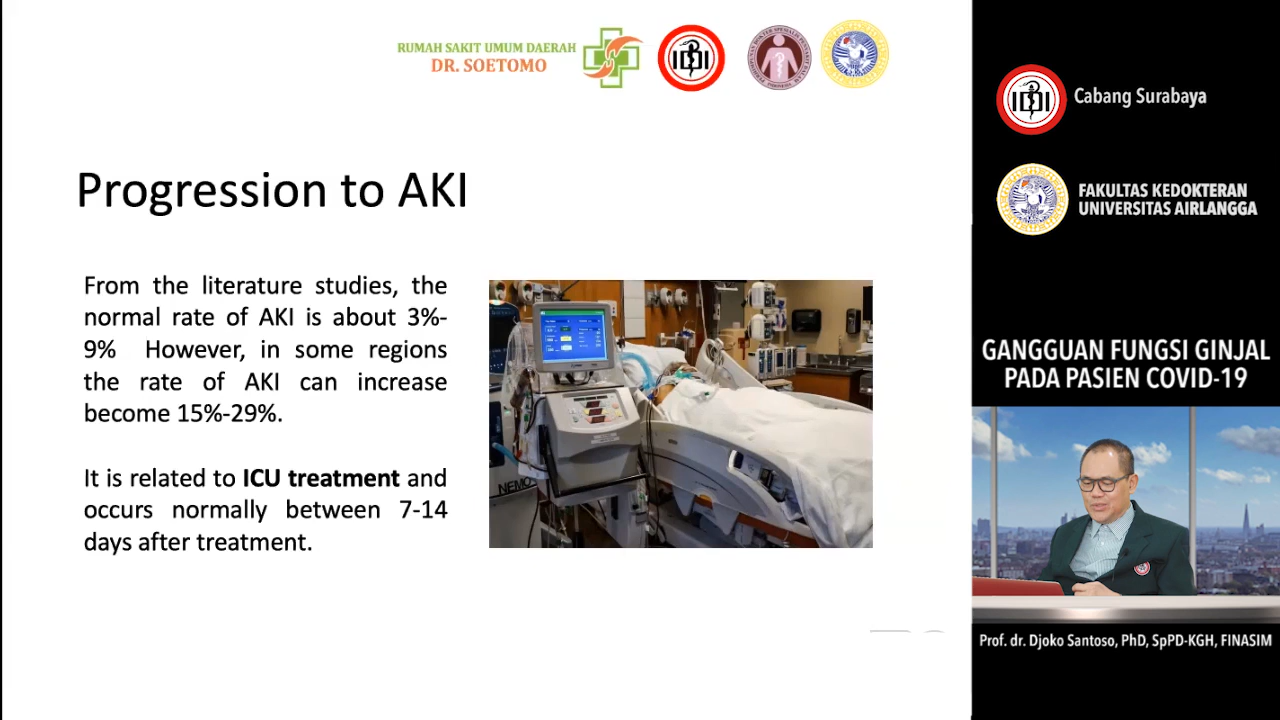 RUMAH SAKIT UMUM DAERAH
DR. SOETOMO
IDI
Progression to AKI
From the literature studies, the
normal rate of AKI is about 3%-
9% However, in some regions
the rate of AKI can increase
become 15%-29%.
It is related to ICU treatment and
occurs normally between 7-14
days after treatment.
NEMO
IDI
Cabang Surabaya
FAKULTAS KEDOKTERAN
UNIVERSITAS AIRLANGGA
GANGGUAN FUNGSI GINJAL
PADA PASIEN COVID-19
Prof. dr. Djoko Santoso, PhD, SpPD-KGH, FINASIM